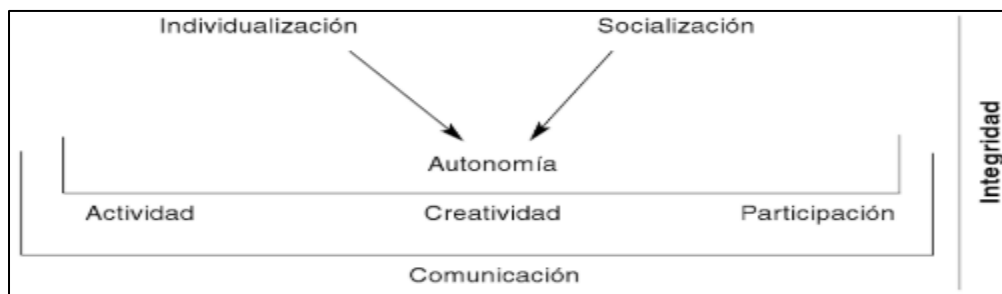 Individualización Socialización
Autonomía
Actividad Creatividad Participación
Comunicación
Integridad